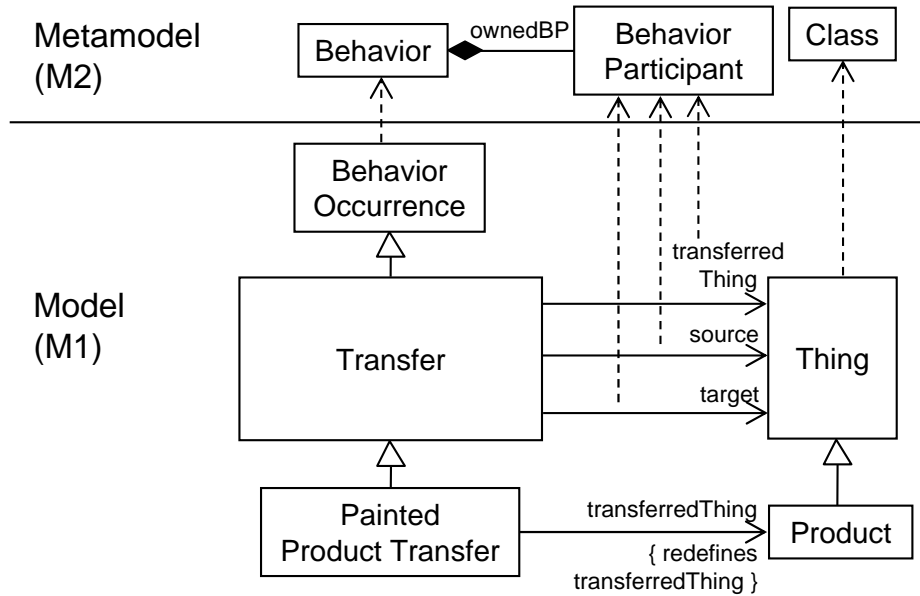 Metamodel
(M2)
Behavior
ownedBP
Behavior
Participant
Class
Behavior
Occurrence
Model
(M1)
Transfer
transferred
Thing
source
target
Thing
Painted
Product Transfer
transferredThing
{ redefines
transferredThing }
Product